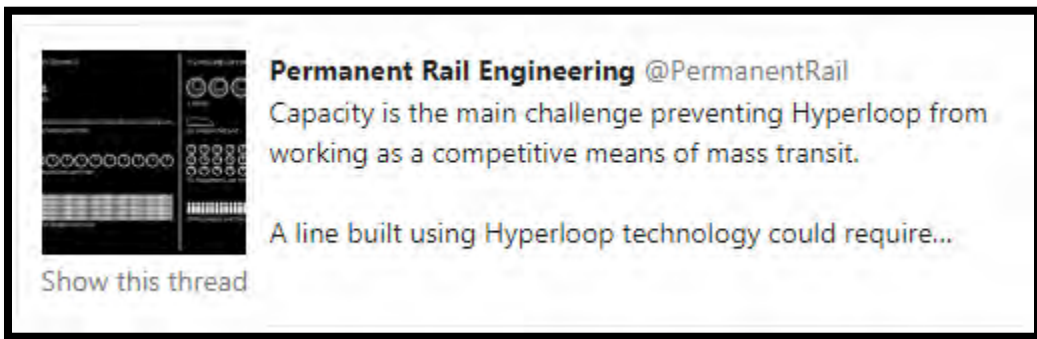 Permanent Rail Engineering @PermanentRail
Capacity is the main challenge preventing Hyperloop from
working as a competitive means of mass transit.
A line built using Hyperloop technology could require...
Show this thread